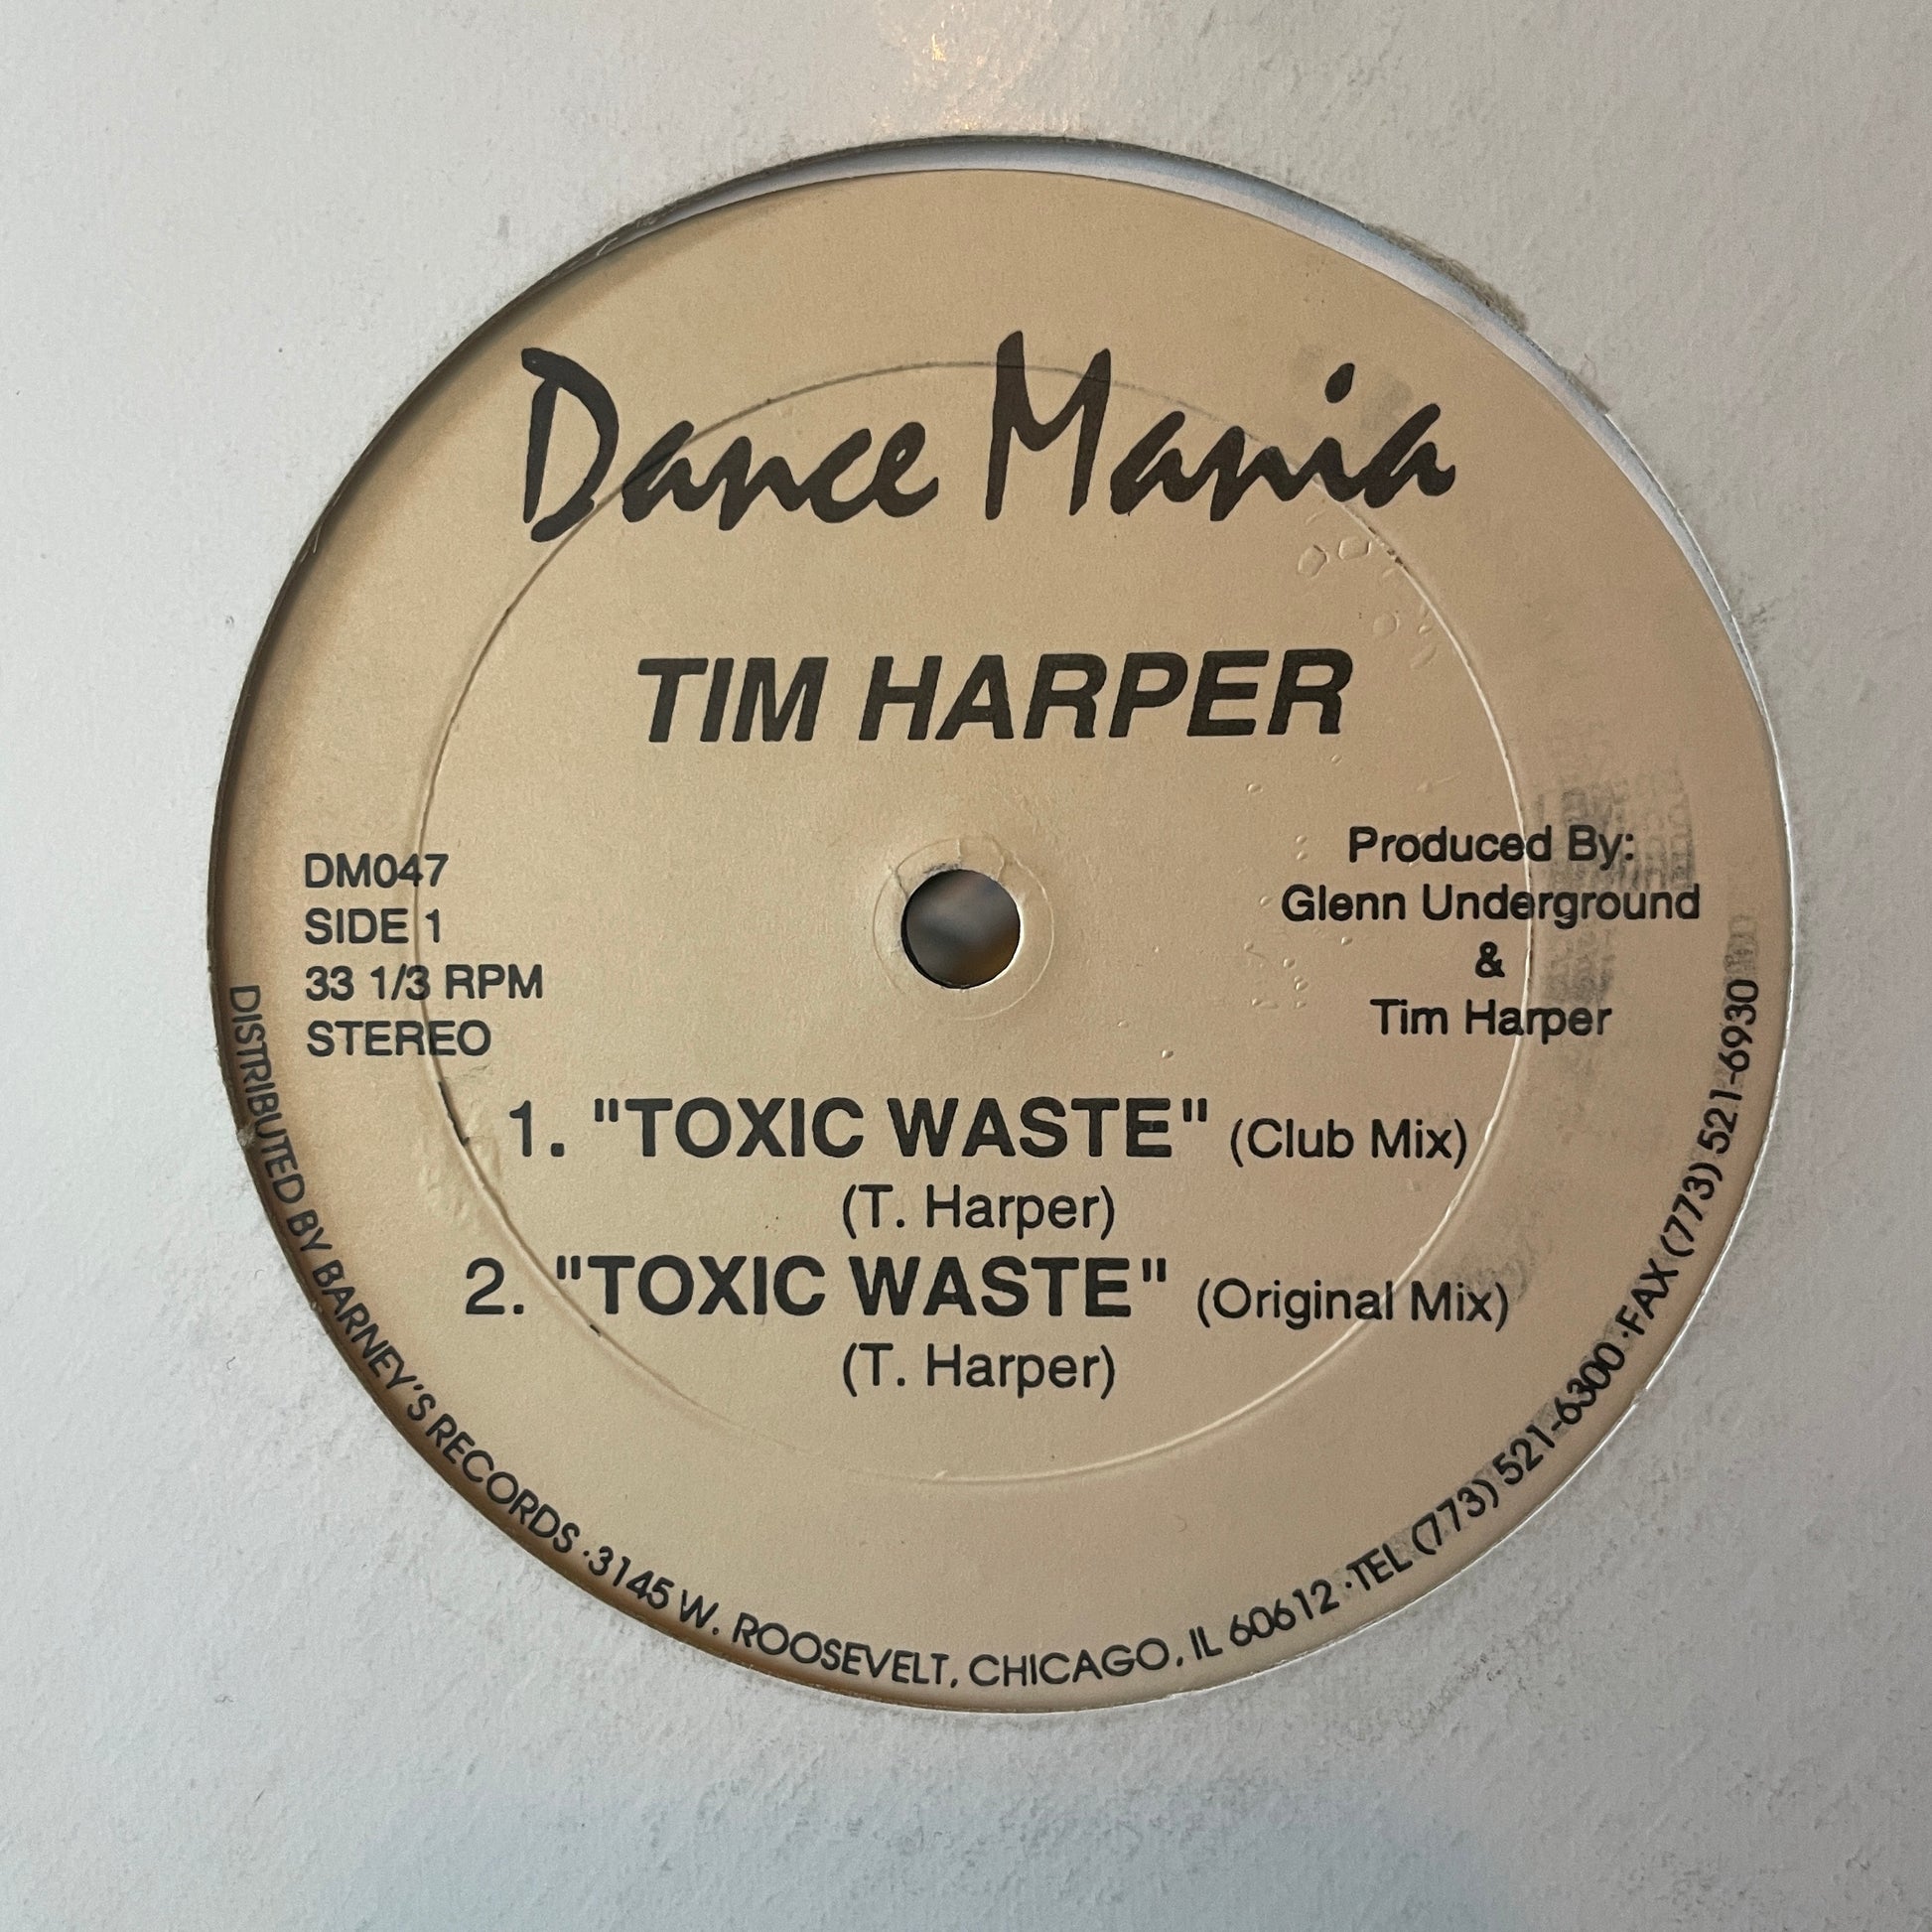 Dance Mania
TIM HARPER
DM047
SIDE 1
33 1/3 RPM
STEREO
Produced By:
Glenn Underground
&
Tim Harper
1. "TOXIC WASTE" (Club Mix)
(T. Harper)
2. "TOXIC WASTE" (Original Mix)
(T. Harper)
DISTRIBUTED BY BARNEY'S RECORDS · 3145 W. ROOSEVELT, CHICAGO, IL 60612 · TEL (773) 521-6300 · FAX (773) 521-6930